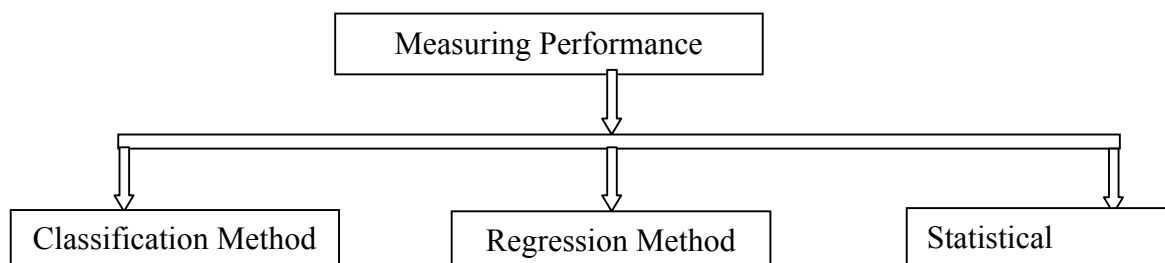 Measuring Performance
Classification Method
Regression Method
Statistical